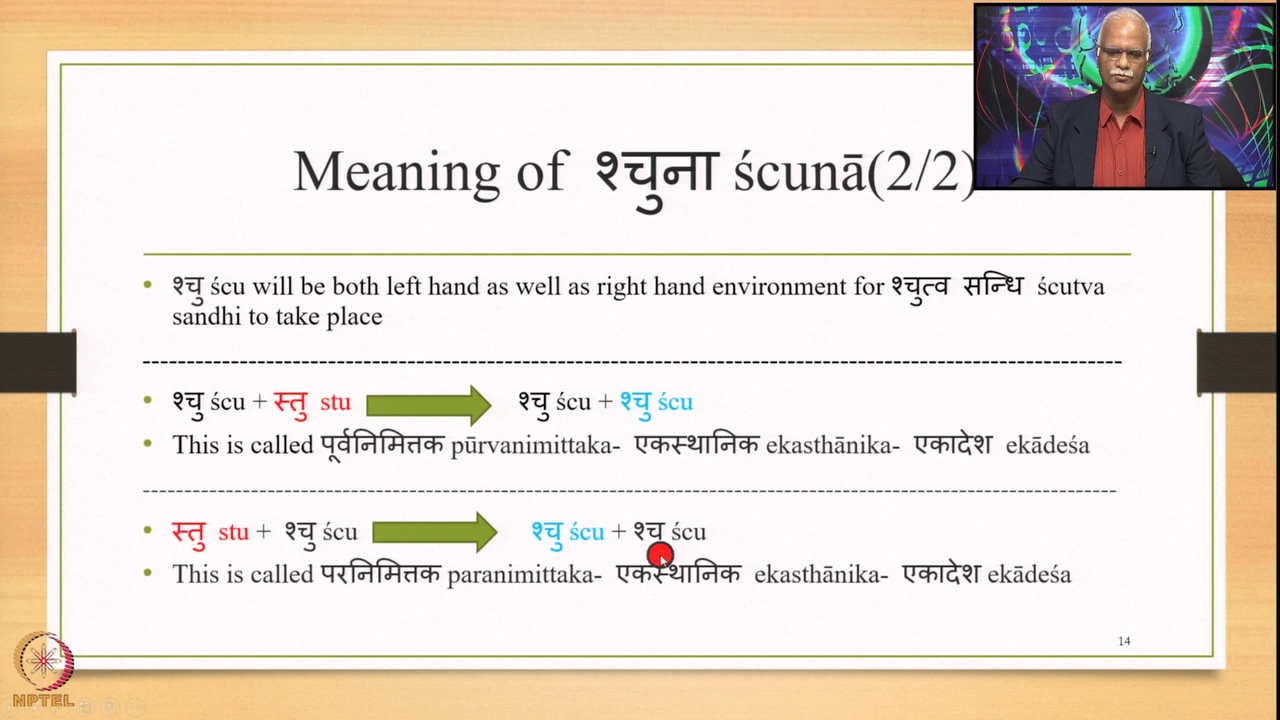 Meaning of श्चुना ścunā(2/2)
• श्चु ścu will be both left hand as well as right hand environment for श्चुत्व सन्धि ścutva
sandhi to take place
• श्चु ścu + स्तु stu श्चु ścu + श्चु ścu
• This is called पूर्वनिमित्तक pūrvanimittaka- एकस्थानिक ekasthānika- एकादेश ekādeśa
• स्तु stu + श्चु ścu श्चु ścu + श्चु ścu
• This is called परनिमित्तक paranimittaka- एकस्थानिक ekasthānika- एकादेश ekādeśa
14
NPTEL